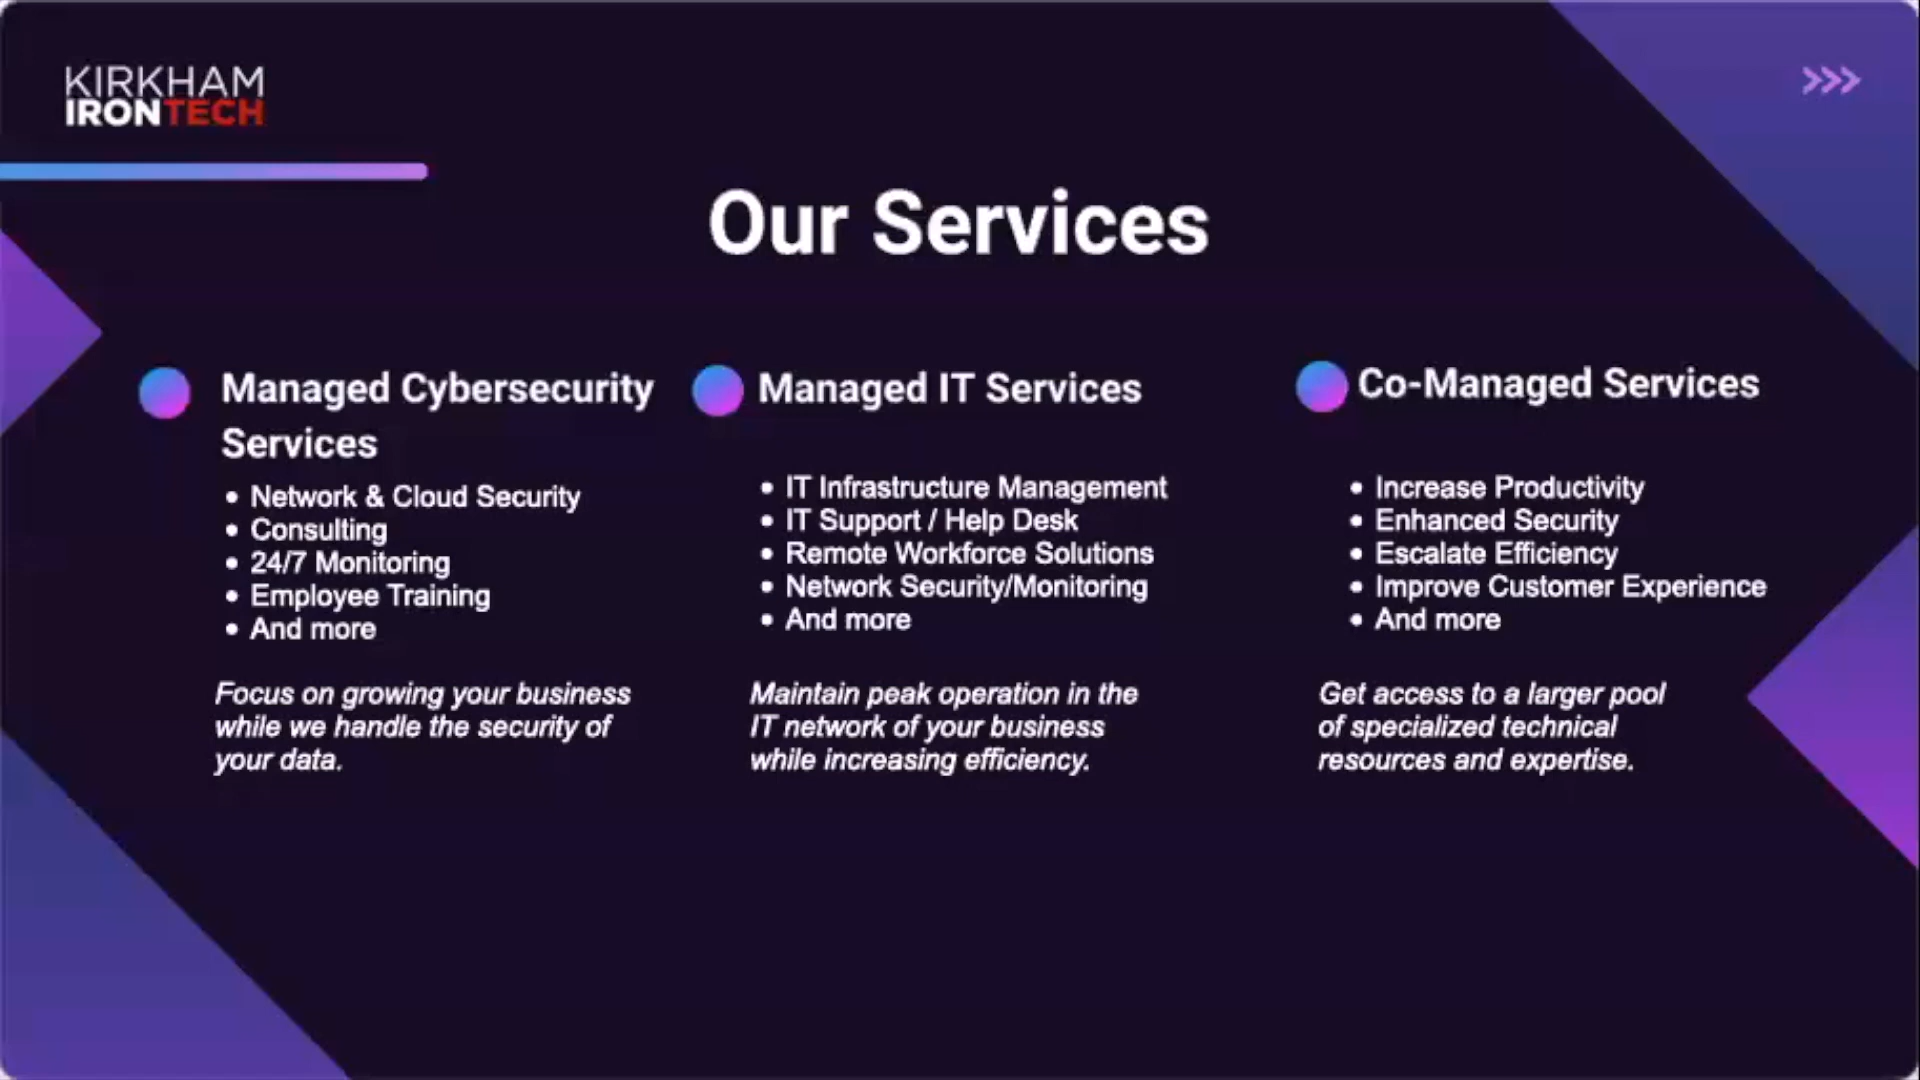 KIRKHAM
IRONTECH
Our Services
Managed Cybersecurity
Services
• Network & Cloud Security
• Consulting
• 24/7 Monitoring
• Employee Training
• And more
Focus on growing your business
while we handle the security of
your data.
Managed IT Services
• IT Infrastructure Management
• IT Support / Help Desk
• Remote Workforce Solutions
• Network Security/Monitoring
• And more
Maintain peak operation in the
IT network of your business
while increasing efficiency.
Co-Managed Services
• Increase Productivity
• Enhanced Security
• Escalate Efficiency
• Improve Customer Experience
• And more
Get access to a larger pool
of specialized technical
resources and expertise.